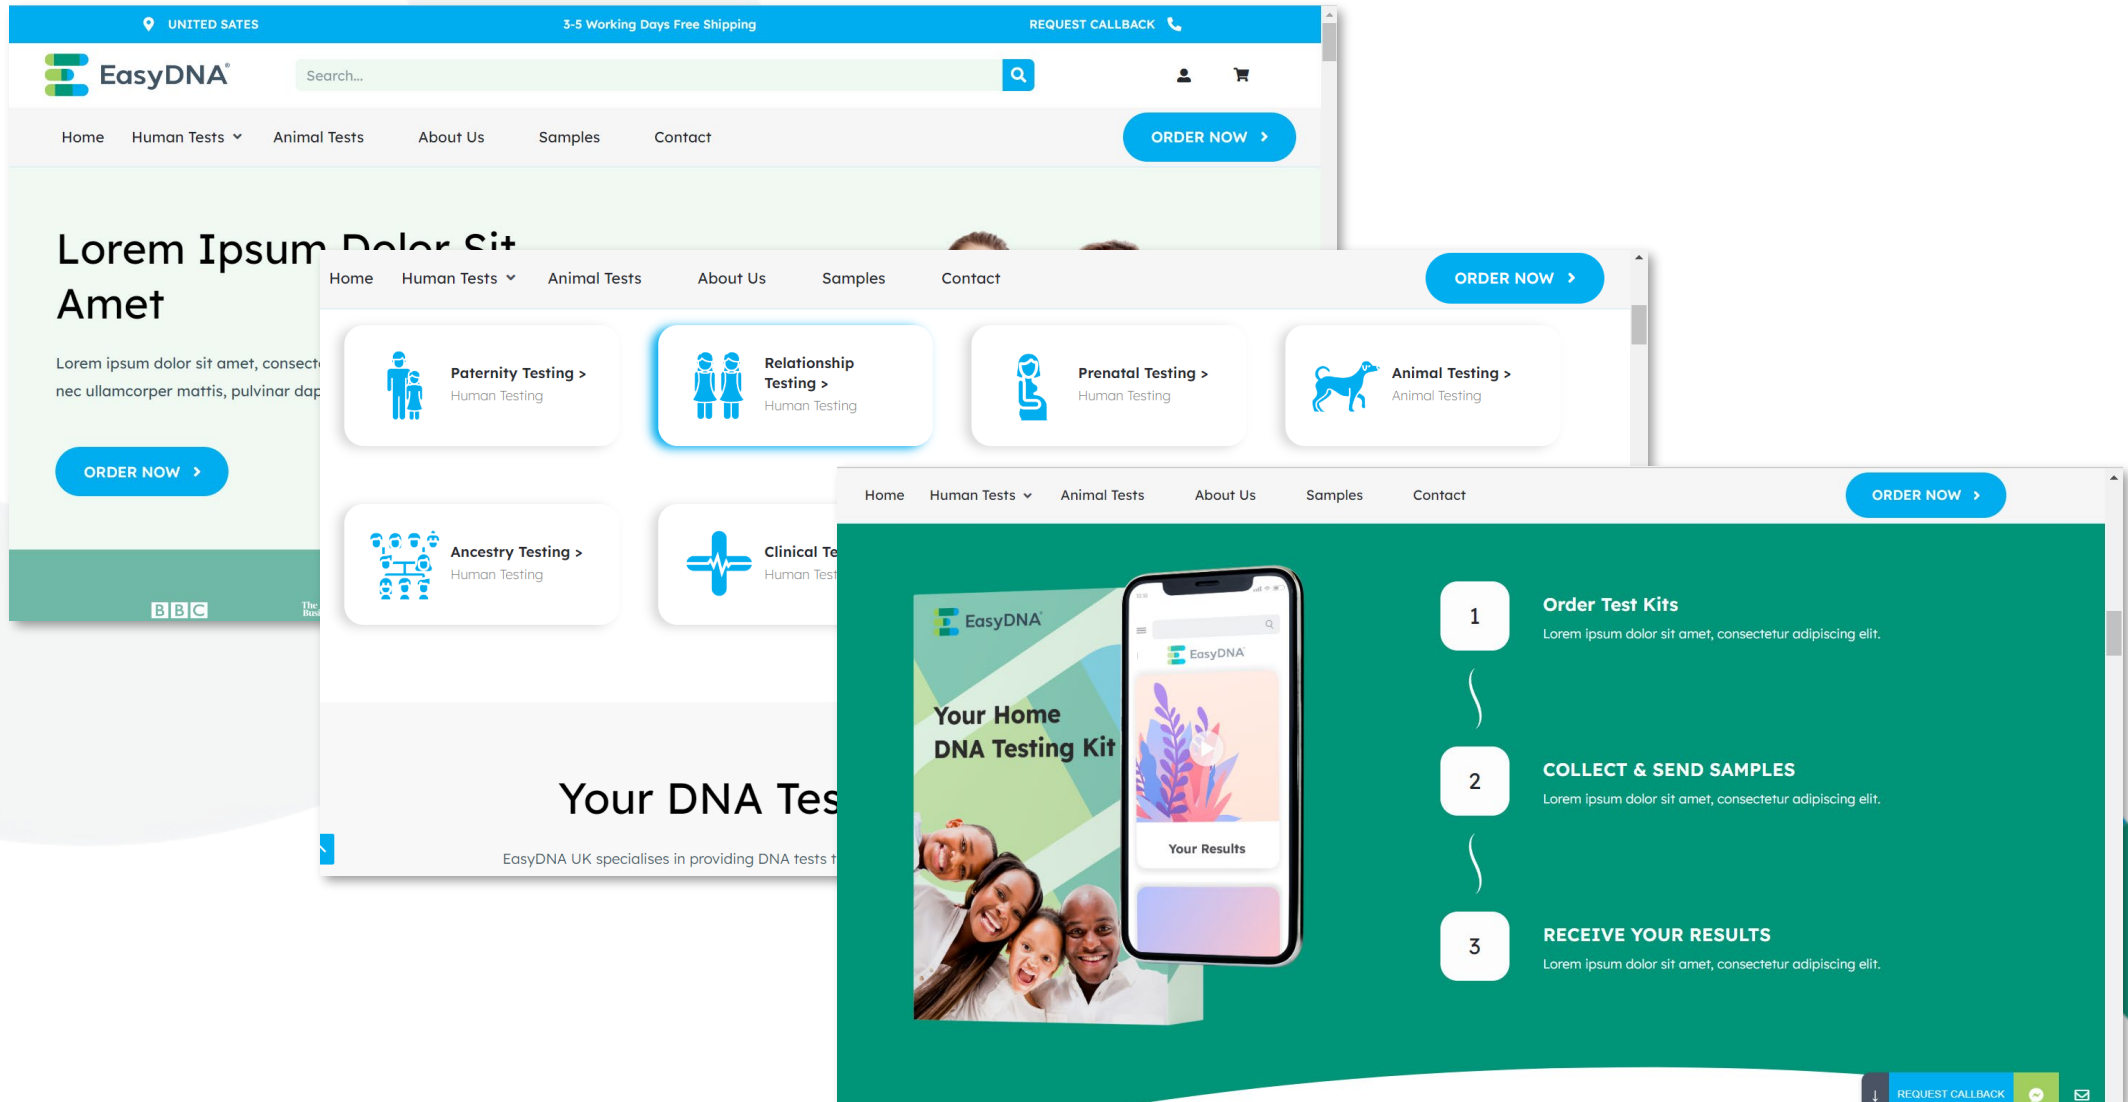 UNITED SATES
3-5 Working Days Free Shipping
REQUEST CALLBACK
EasyDNA®
Search...
Home Human Tests Animal Tests About Us Samples Contact
ORDER NOW >
Lorem Ipsum Dolor Sit
Amet
Lorem ipsum dolor sit amet, consect
nec ullamcorper mattis, pulvinar dap
ORDER NOW >
BBC
The
Busi
Home Human Tests Animal Tests About Us Samples Contact
ORDER NOW >
Paternity Testing >
Human Testing
Relationship
Testing >
Human Testing
Prenatal Testing >
Human Testing
Animal Testing >
Animal Testing
Ancestry Testing >
Human Testing
Clinical Te
Human Test
Your DNA Tes
EasyDNA UK specialises in providing DNA tests t
Home Human Tests Animal Tests About Us Samples Contact
ORDER NOW >
EasyDNA
Your Home
DNA Testing Kit
EasyDNA
Your Results
1
Order Test Kits
Lorem ipsum dolor sit amet, consectetur adipiscing elit.
2
COLLECT & SEND SAMPLES
Lorem ipsum dolor sit amet, consectetur adipiscing elit.
3
RECEIVE YOUR RESULTS
Lorem ipsum dolor sit amet, consectetur adipiscing elit.
REQUEST CALLBACK